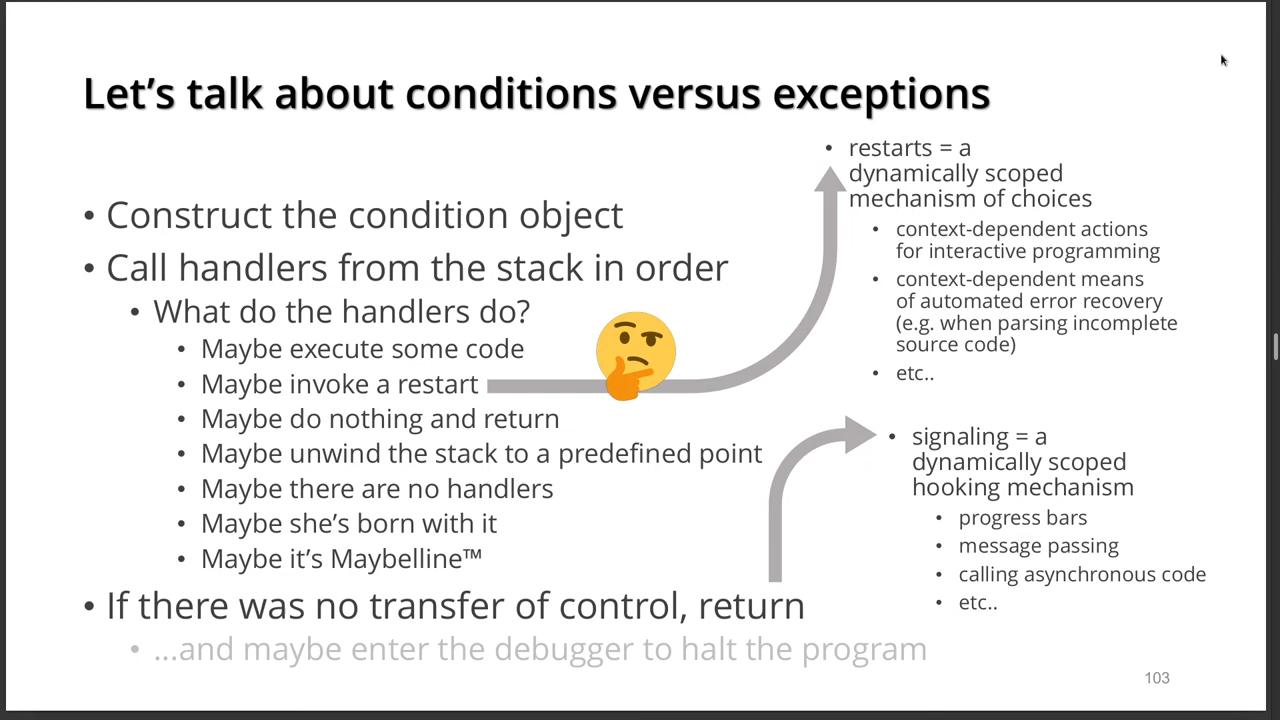 Let’s talk about conditions versus exceptions
• Construct the condition object
• Call handlers from the stack in order
• What do the handlers do?
• Maybe execute some code
• Maybe invoke a restart
• Maybe do nothing and return
• Maybe unwind the stack to a predefined point
• Maybe there are no handlers
• Maybe she’s born with it
• Maybe it’s Maybelline™
• If there was no transfer of control, return
• ...and maybe enter the debugger to halt the program
• restarts = a
dynamically scoped
mechanism of choices
• context-dependent actions
for interactive programming
• context-dependent means
of automated error recovery
(e.g. when parsing incomplete
source code)
• etc..
• signaling = a
dynamically scoped
hooking mechanism
• progress bars
• message passing
• calling asynchronous code
• etc..
103